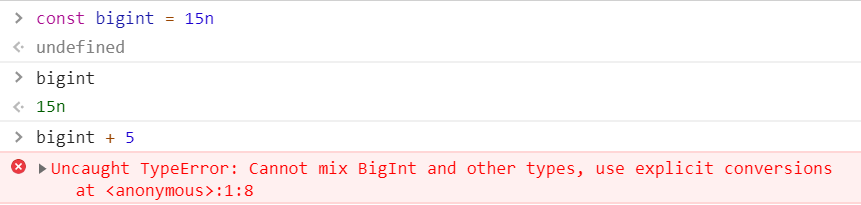 > const bigint = 15n
<· undefined
> bigint
<· 15n
> bigint + 5
Uncaught TypeError: Cannot mix BigInt and other types, use explicit conversions
at <anonymous>:1:8